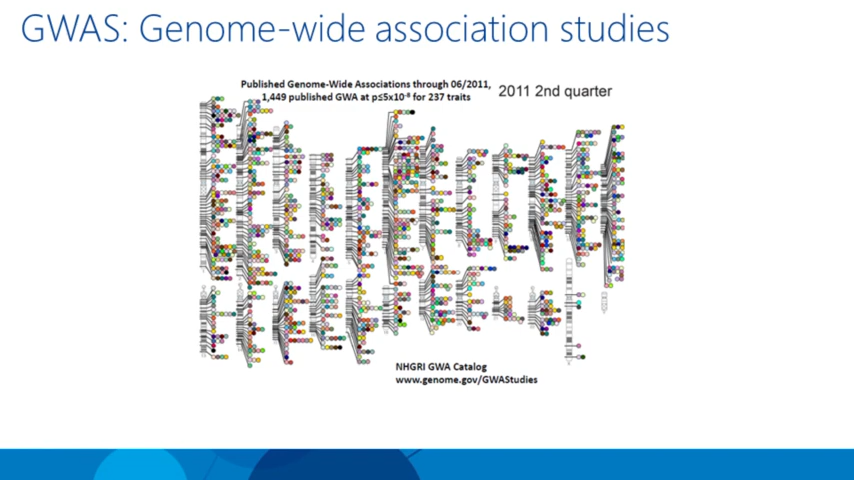 GWAS: Genome-wide association studies
Published Genome-Wide Associations through 06/2011,
1,449 published GWA at p≤5x10⁻⁸ for 237 traits
2011 2nd quarter
NHGRI GWA Catalog
www.genome.gov/GWAStudies